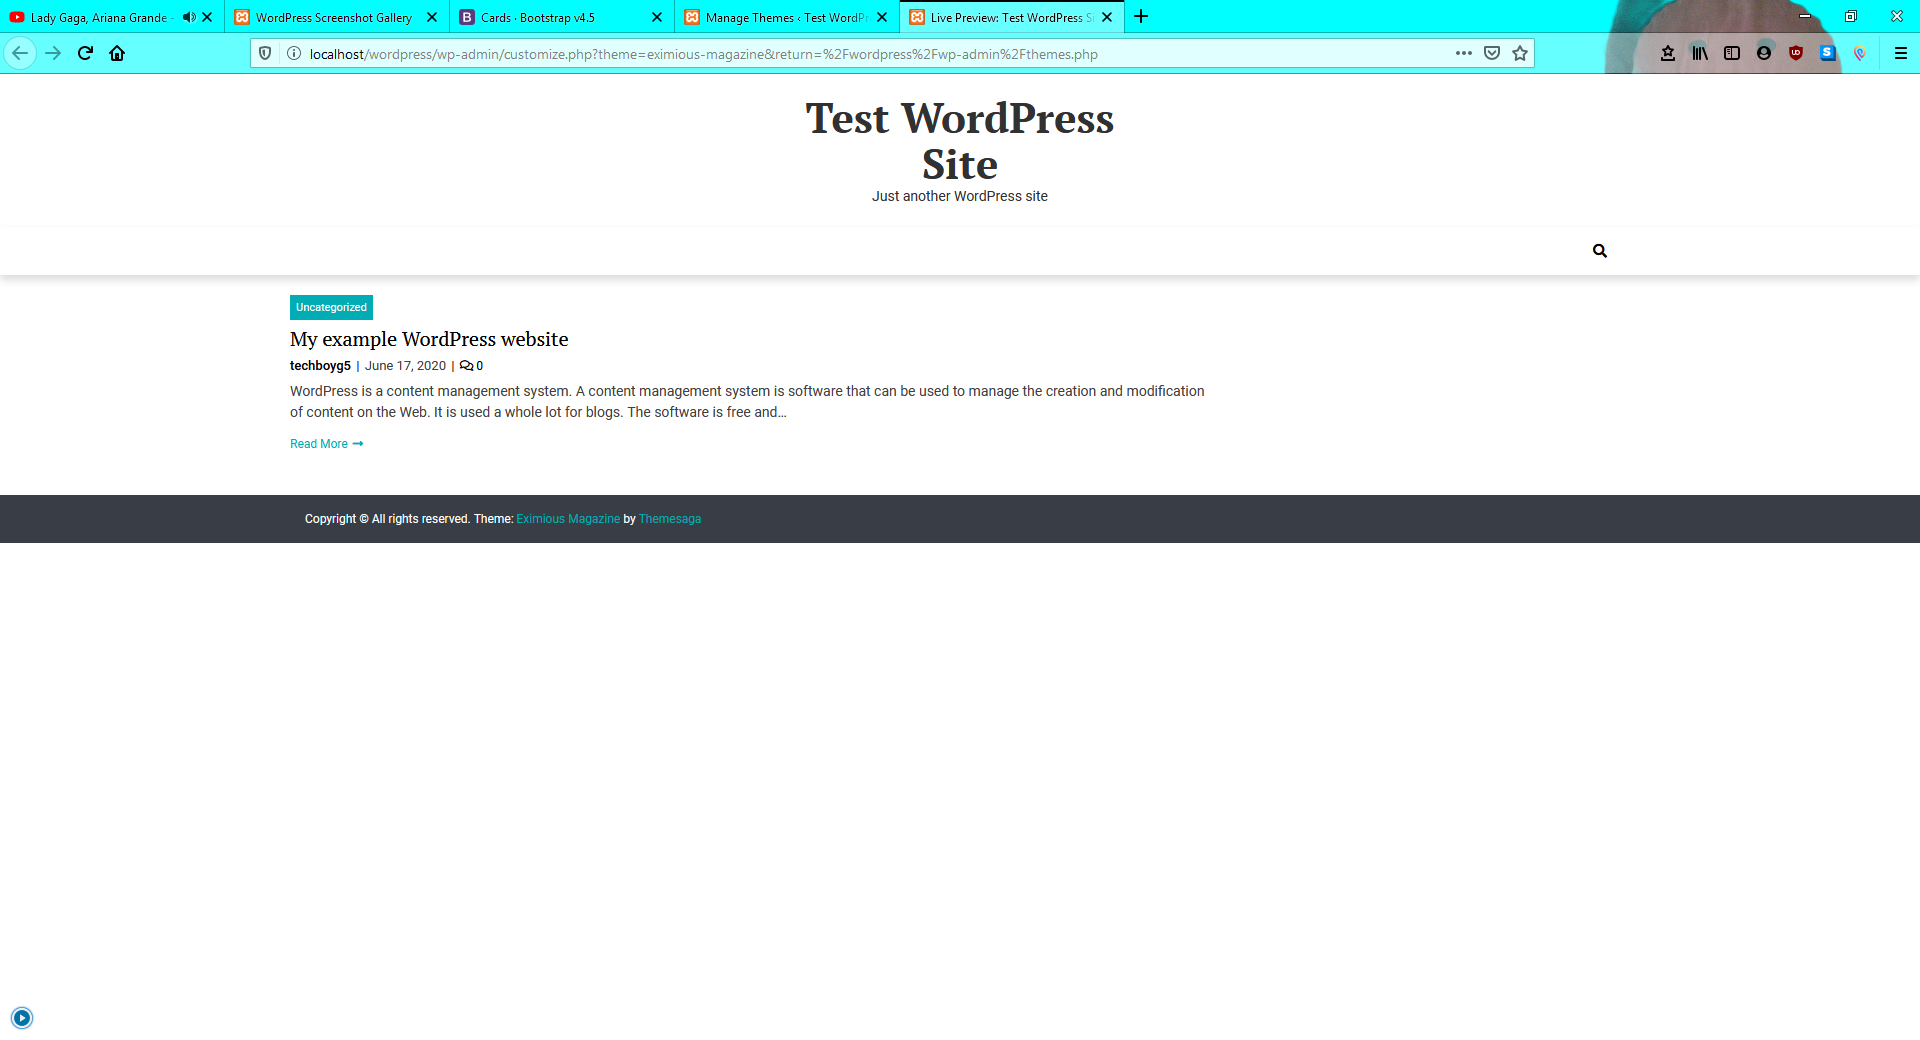 Lady Gaga, Ariana Grande -
WordPress Screenshot Gallery
Cards · Bootstrap v4.5
Manage Themes ‹ Test WordPr
Live Preview: Test WordPress S
localhost/wordpress/wp-admin/customize.php?theme=eximious-magazine&return=%2Fwordpress%2Fwp-admin%2Fthemes.php
Test WordPress
Site
Just another WordPress site
Uncategorized
My example WordPress website
techboyg5 | June 17, 2020 | 0
WordPress is a content management system. A content management system is software that can be used to manage the creation and modification
of content on the Web. It is used a whole lot for blogs. The software is free and…
Read More
Copyright © All rights reserved. Theme: Eximious Magazine by Themesaga